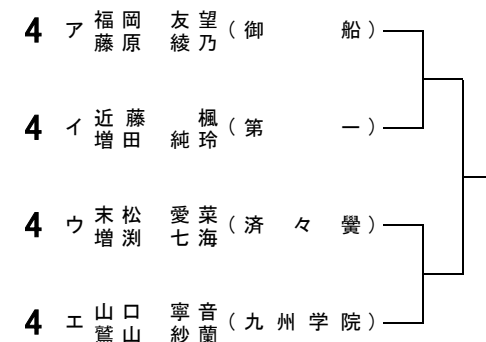 4 ア 福岡 友望 (御船)
藤原 綾乃
4 イ 近藤 楓 (第一)
増田 純玲
4 ウ 末松 愛菜 (済々黌)
増渕 七海
4 エ 山口 寧音 (九州学院)
鷲山 紗蘭